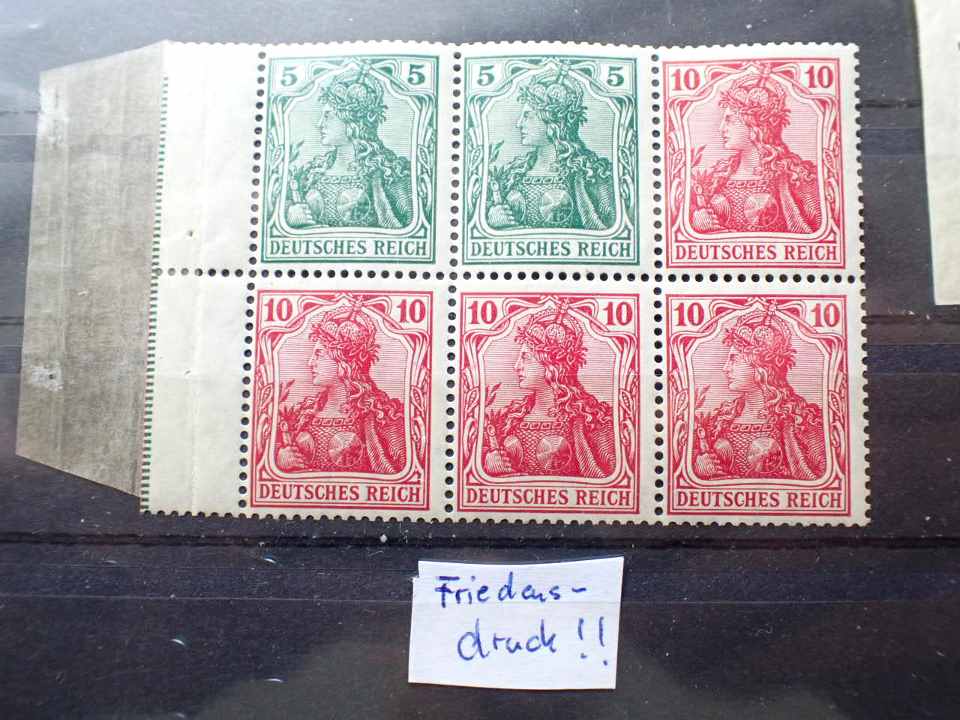 5 5 5 5 10 10
DEUTSCHES REICH DEUTSCHES REICH DEUTSCHES REICH
10 10 10 10 10 10
DEUTSCHES REICH DEUTSCHES REICH DEUTSCHES REICH
Friedens-
druck!!